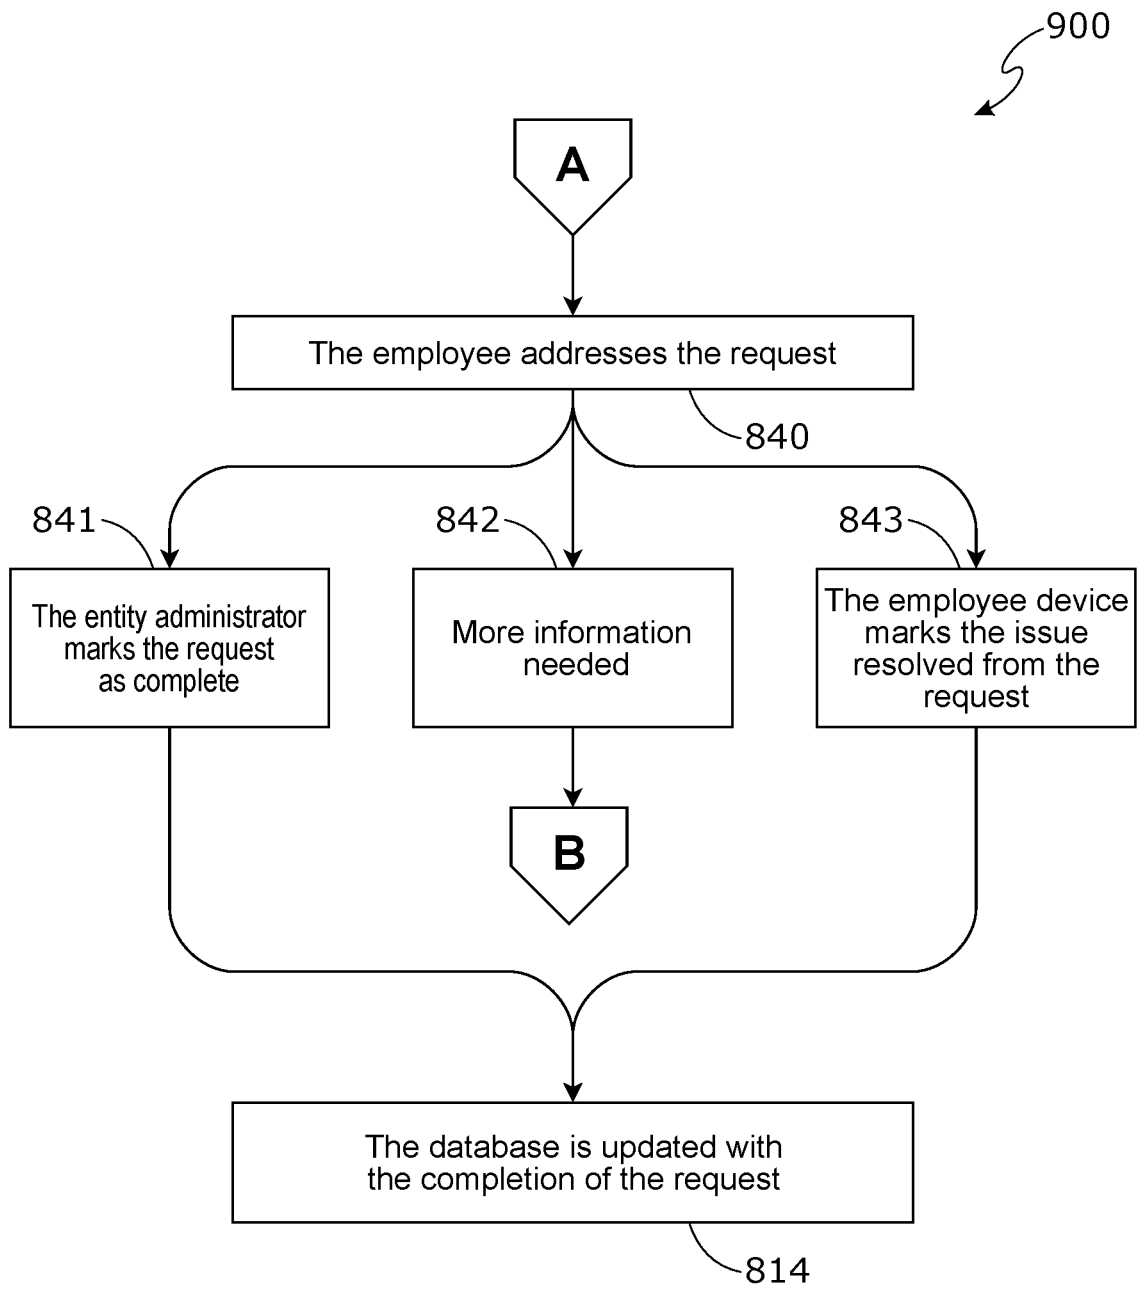 900
A
The employee addresses the request
840
841
842
843
The entity administrator
marks the request
as complete
More information
needed
The employee device
marks the issue
resolved from the
request
B
The database is updated with
the completion of the request
814